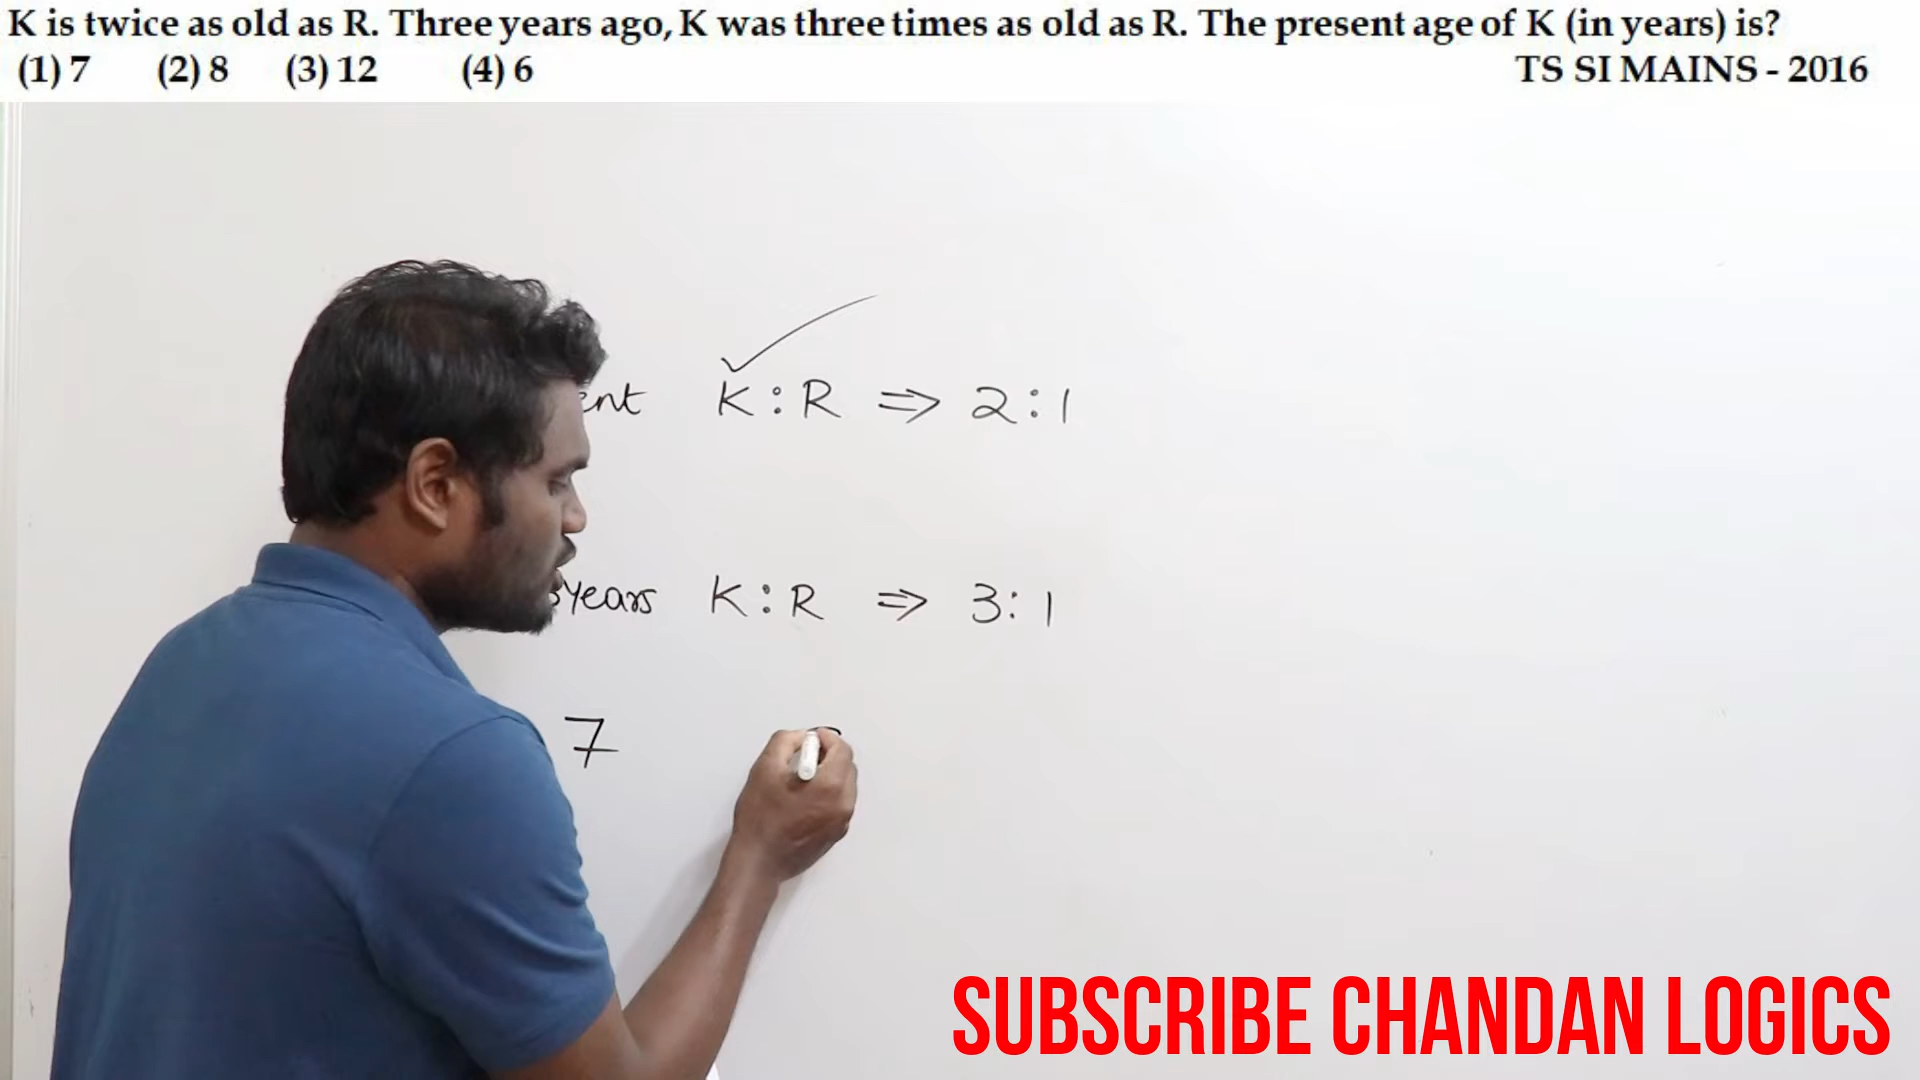 K is twice as old as R. Three years ago, K was three times as old as R. The present age of K (in years) is?
(1) 7 (2) 8 (3) 12 (4) 6 TS SI MAINS - 2016
ent K : R ⇒ 2 : 1
years K : R ⇒ 3 : 1
7
SUBSCRIBE CHANDAN LOGICS